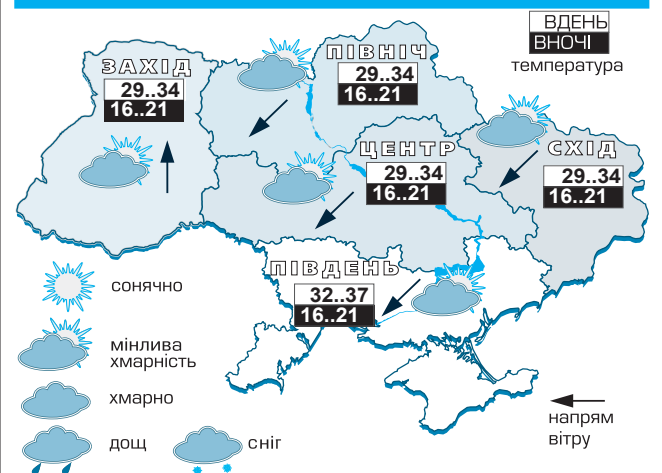 ВДЕНЬ
ВНОЧІ
температура
ЗАХІД
29..34
16..21
ПІВНІЧ
29..34
16..21
ЦЕНТР
29..34
16..21
СХІД
29..34
16..21
ПІВДЕНЬ
32..37
16..21
сонячно
мінлива
хмарність
хмарно
дощ
сніг
напрям
вітру